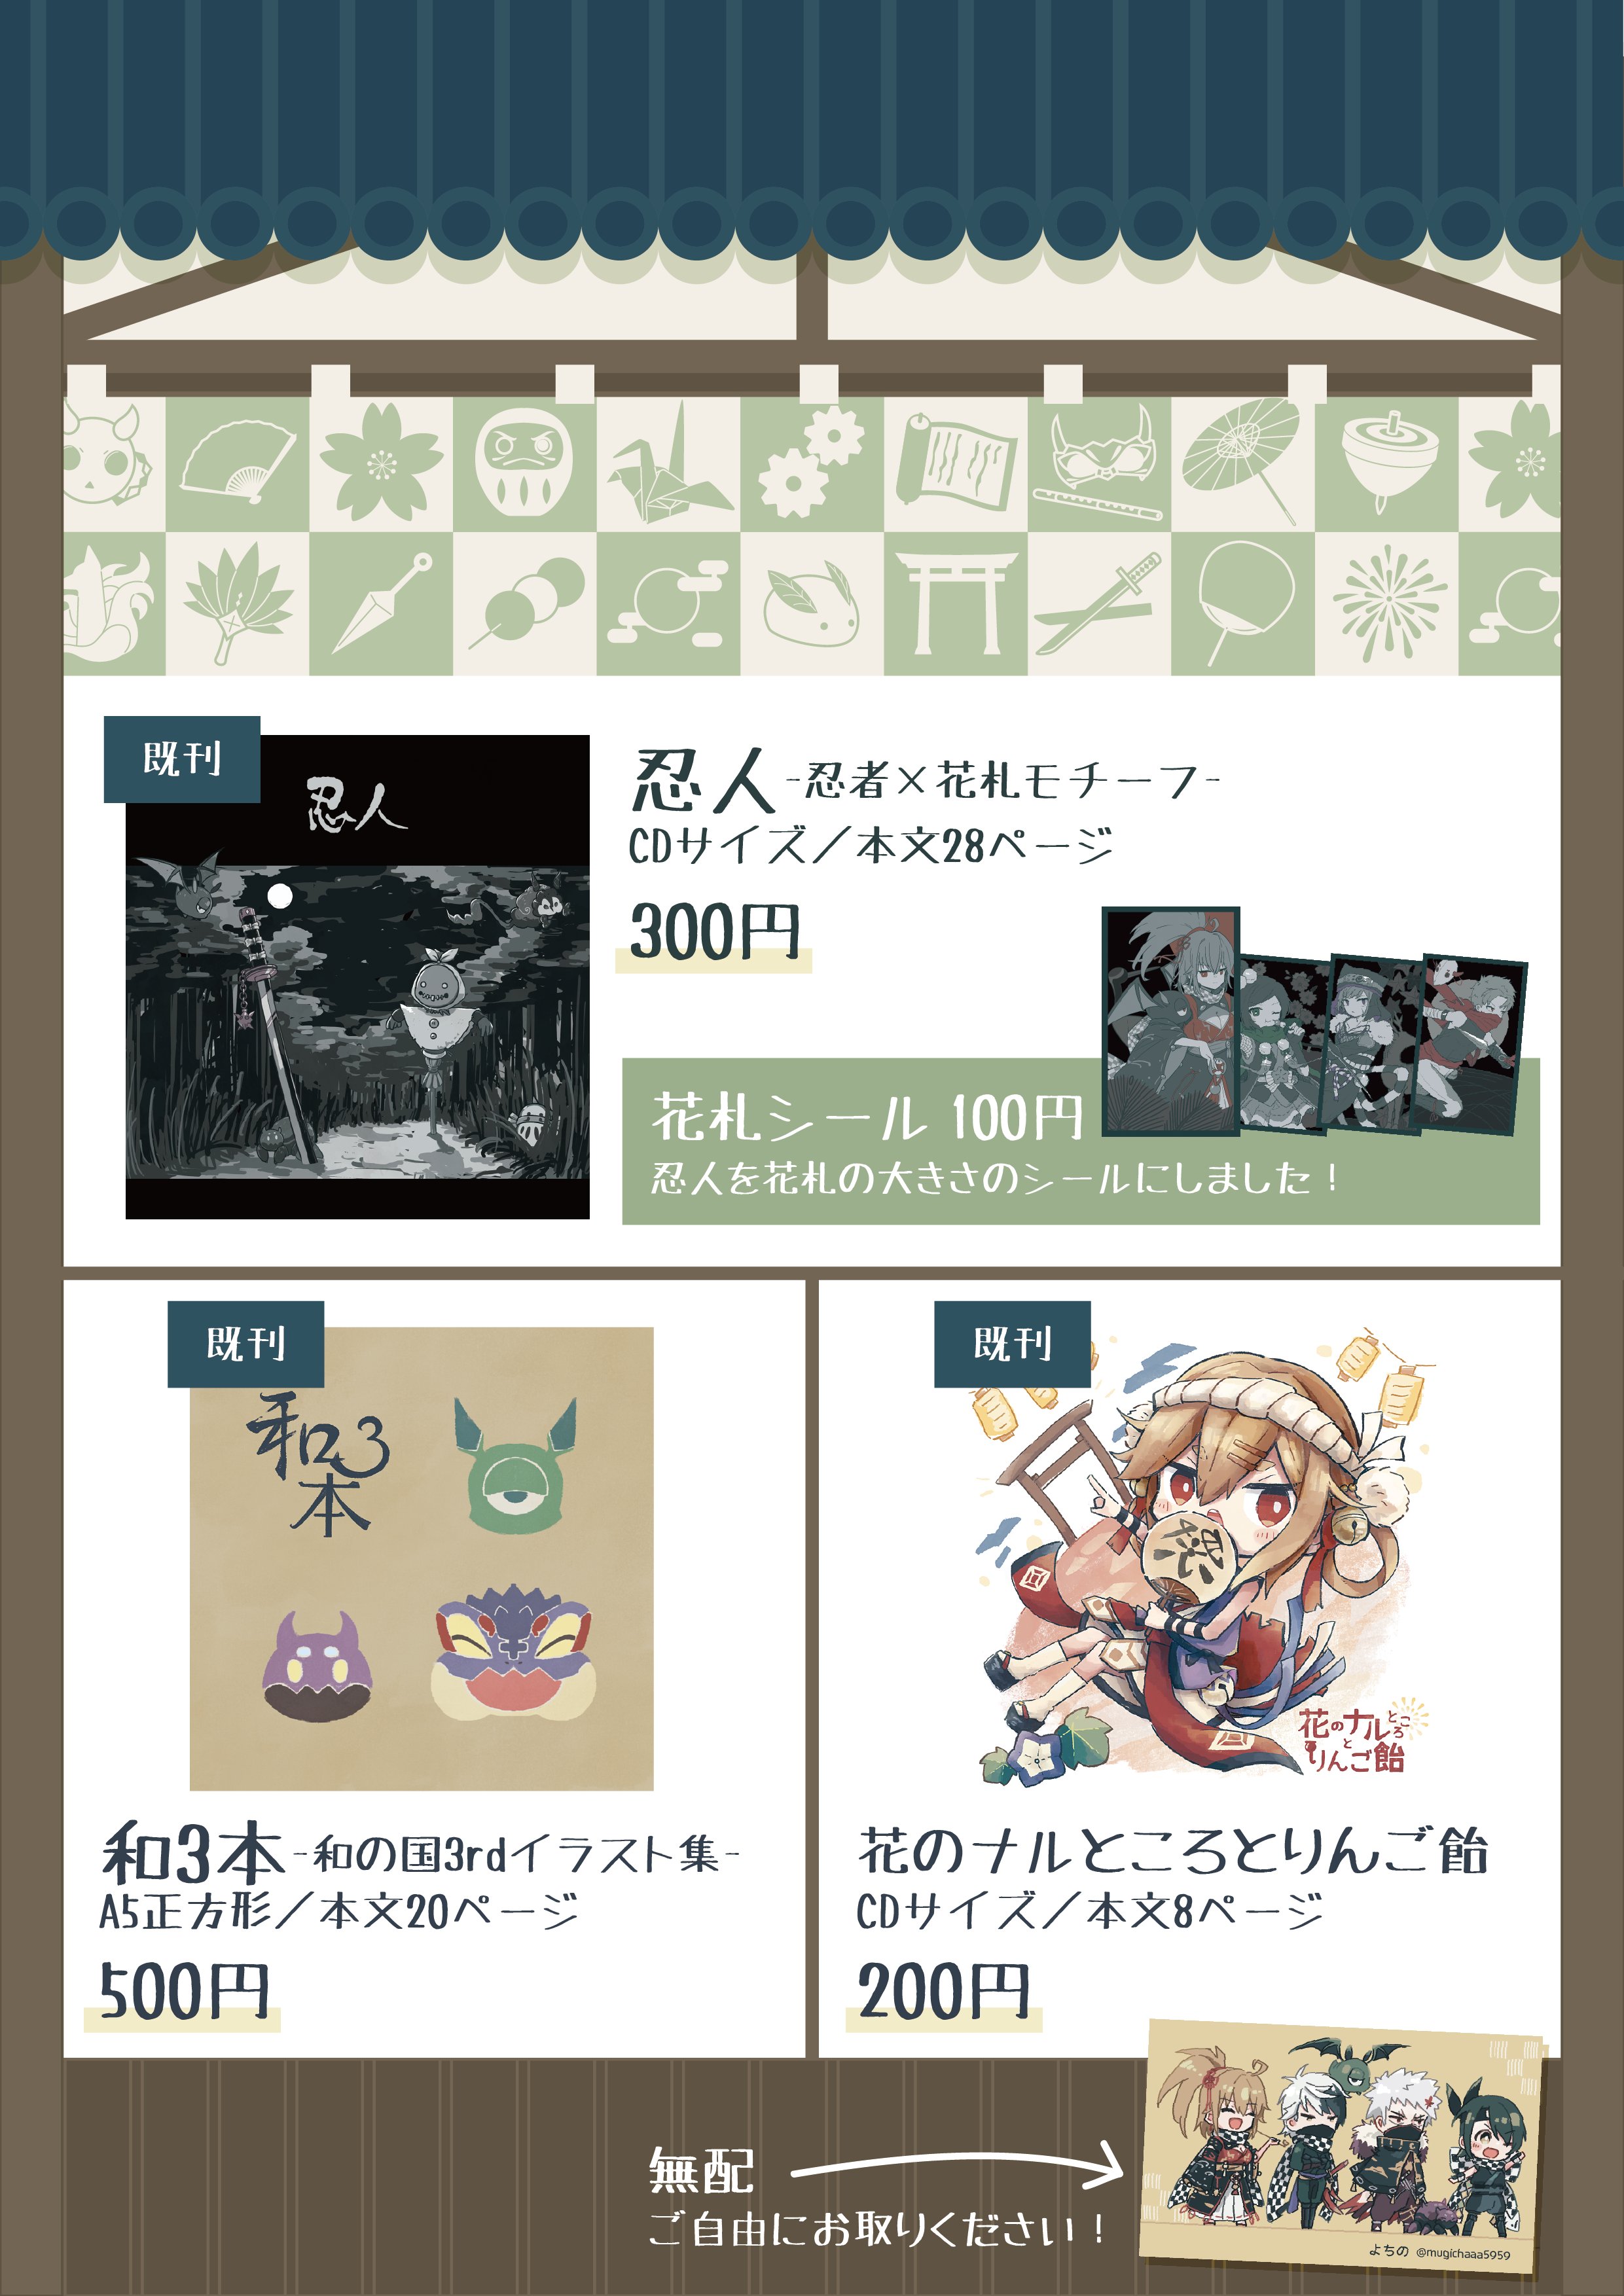 既刊
忍人
忍人-忍者×花札モチーフ-
CDサイズ／本文28ページ
300円
花札シール 100円
忍人を花札の大きさのシールにしました！
既刊
和3
本
和3本-和の国3rdイラスト集-
A5正方形／本文20ページ
500円
既刊
忍
花のナルところ
と
りんご飴
花のナルところとりんご飴
CDサイズ／本文8ページ
200円
無配
ご自由にお取りください！
よちの @mugichaaa5959